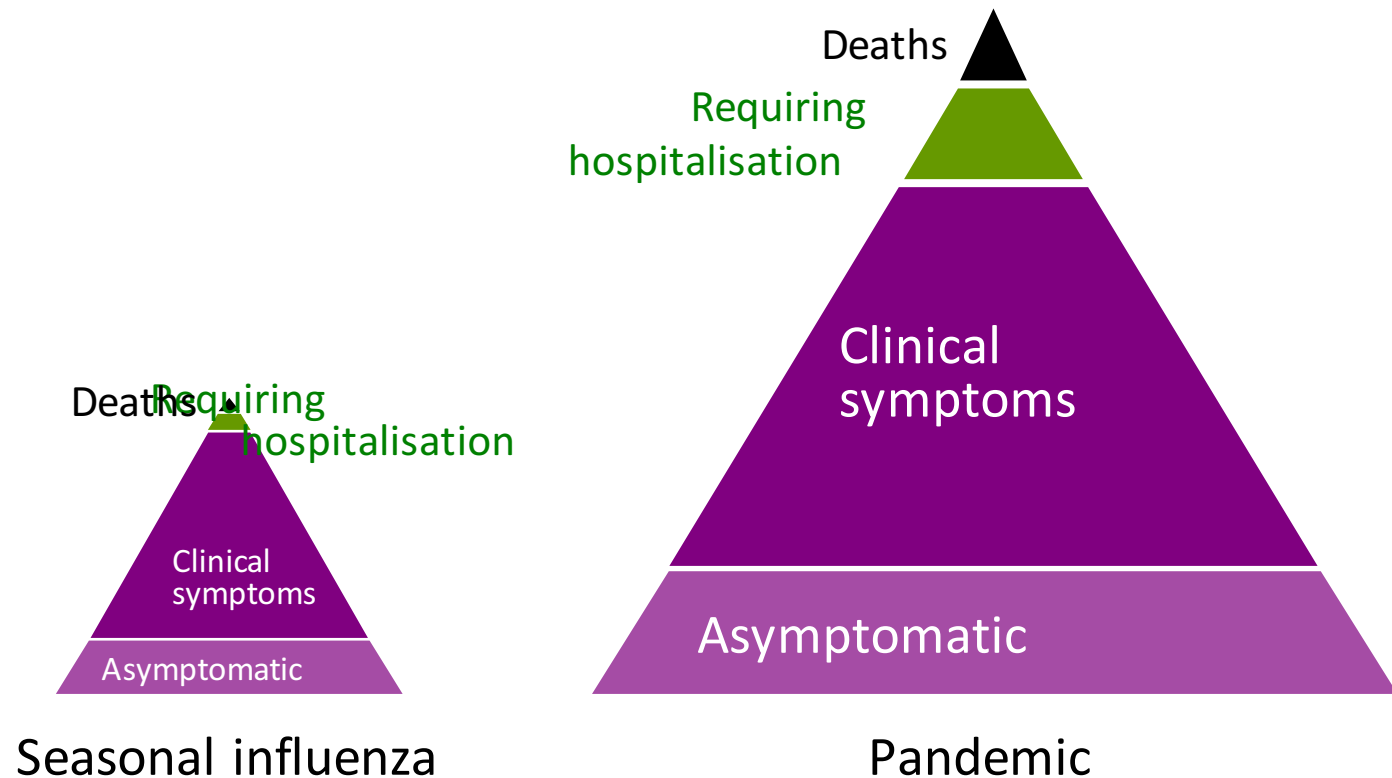 Deaths
Requiring
hospitalisation
Clinical
symptoms
Asymptomatic
Seasonal influenza
Deaths
Requiring
hospitalisation
Clinical
symptoms
Asymptomatic
Pandemic